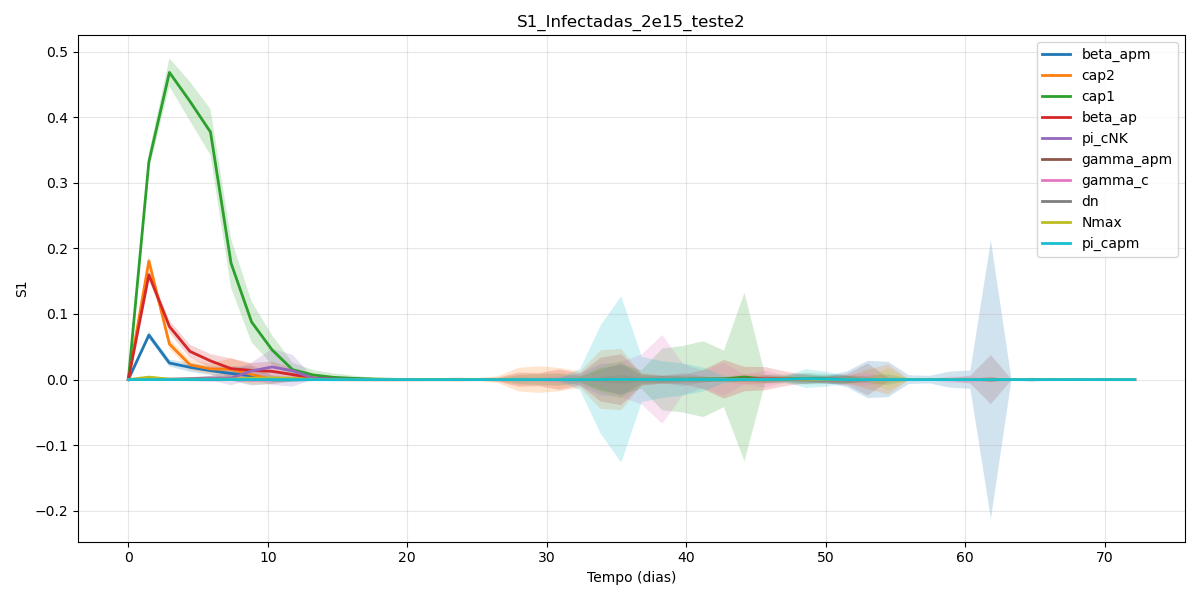 S1_Infectadas_2e15_teste2
0.5
0.4
0.3
0.2
0.1
0.0
−0.1
−0.2
S1
0 10 20 30 40 50 60 70
Tempo (dias)
beta_apm
cap2
cap1
beta_ap
pi_cNK
gamma_apm
gamma_c
dn
Nmax
pi_capm